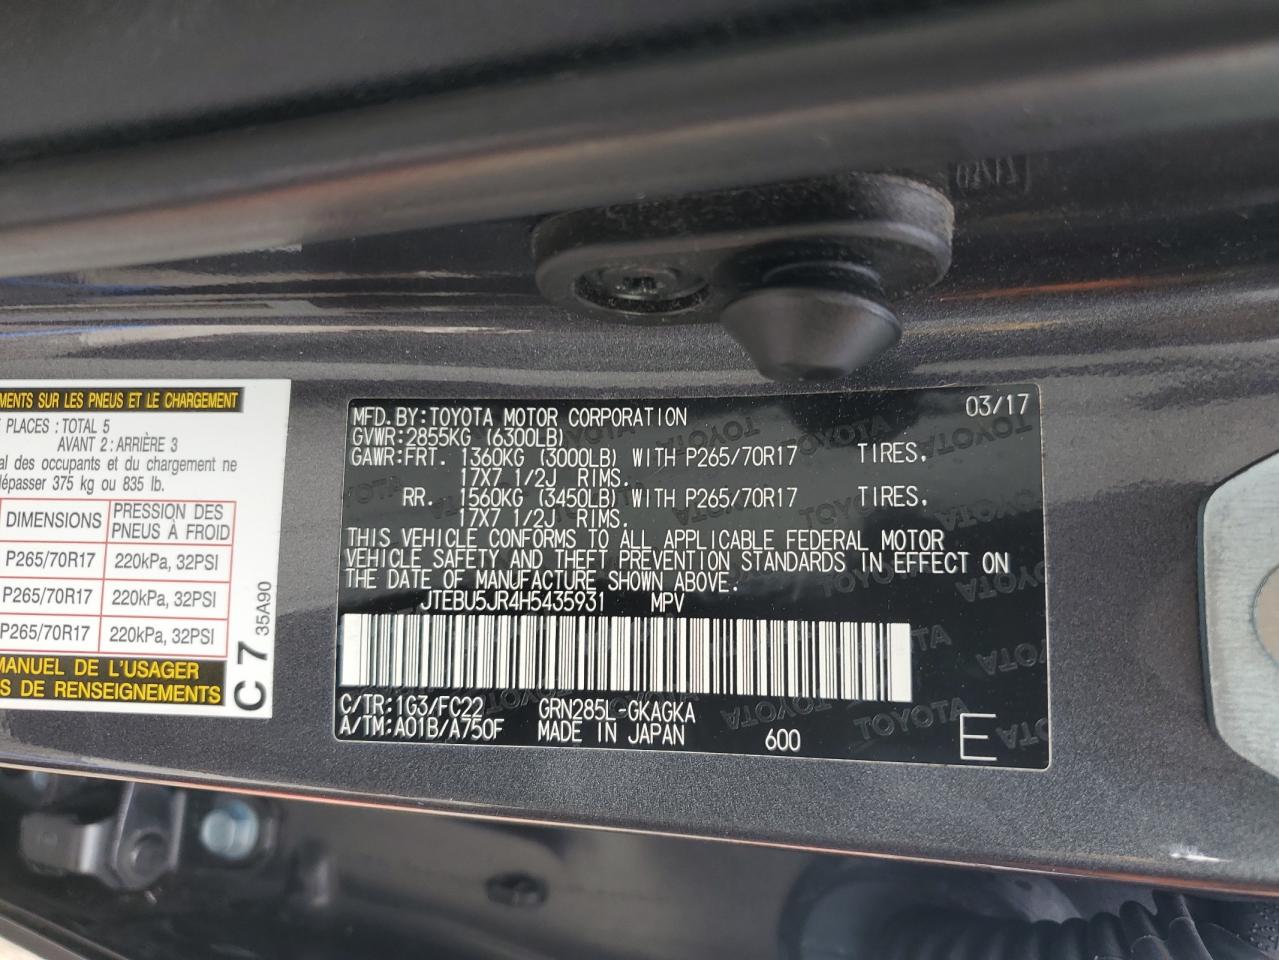 MENTS SUR LES PNEUS ET LE CHARGEMENT
PLACES : TOTAL 5
AVANT 2 : ARRIÈRE 3
al des occupants et du chargement ne
dépasser 375 kg ou 835 lb.
DIMENSIONS PRESSION DES PNEUS À FROID
P265/70R17 220kPa, 32PSI
P265/70R17 220kPa, 32PSI
P265/70R17 220kPa, 32PSI
MANUEL DE L'USAGER
S DE RENSEIGNEMENTS
C 7
35A90
MFD.BY:TOYOTA MOTOR CORPORATION 03/17
GVWR:2855KG (6300LB)
GAWR:FRT. 1360KG (3000LB) WITH P265/70R17 TIRES.
17X7 1/2J RIMS.
RR. 1560KG (3450LB) WITH P265/70R17 TIRES.
17X7 1/2J RIMS.
THIS VEHICLE CONFORMS TO ALL APPLICABLE FEDERAL MOTOR
VEHICLE SAFETY AND THEFT PREVENTION STANDARDS IN EFFECT ON
THE DATE OF MANUFACTURE SHOWN ABOVE.
JTEBU5JR4H5435931 MPV
C/TR:1G3/FC22 GRN285L-GKAGKA
A/TM:A01B/A750F MADE IN JAPAN 600 E
TOYOTA